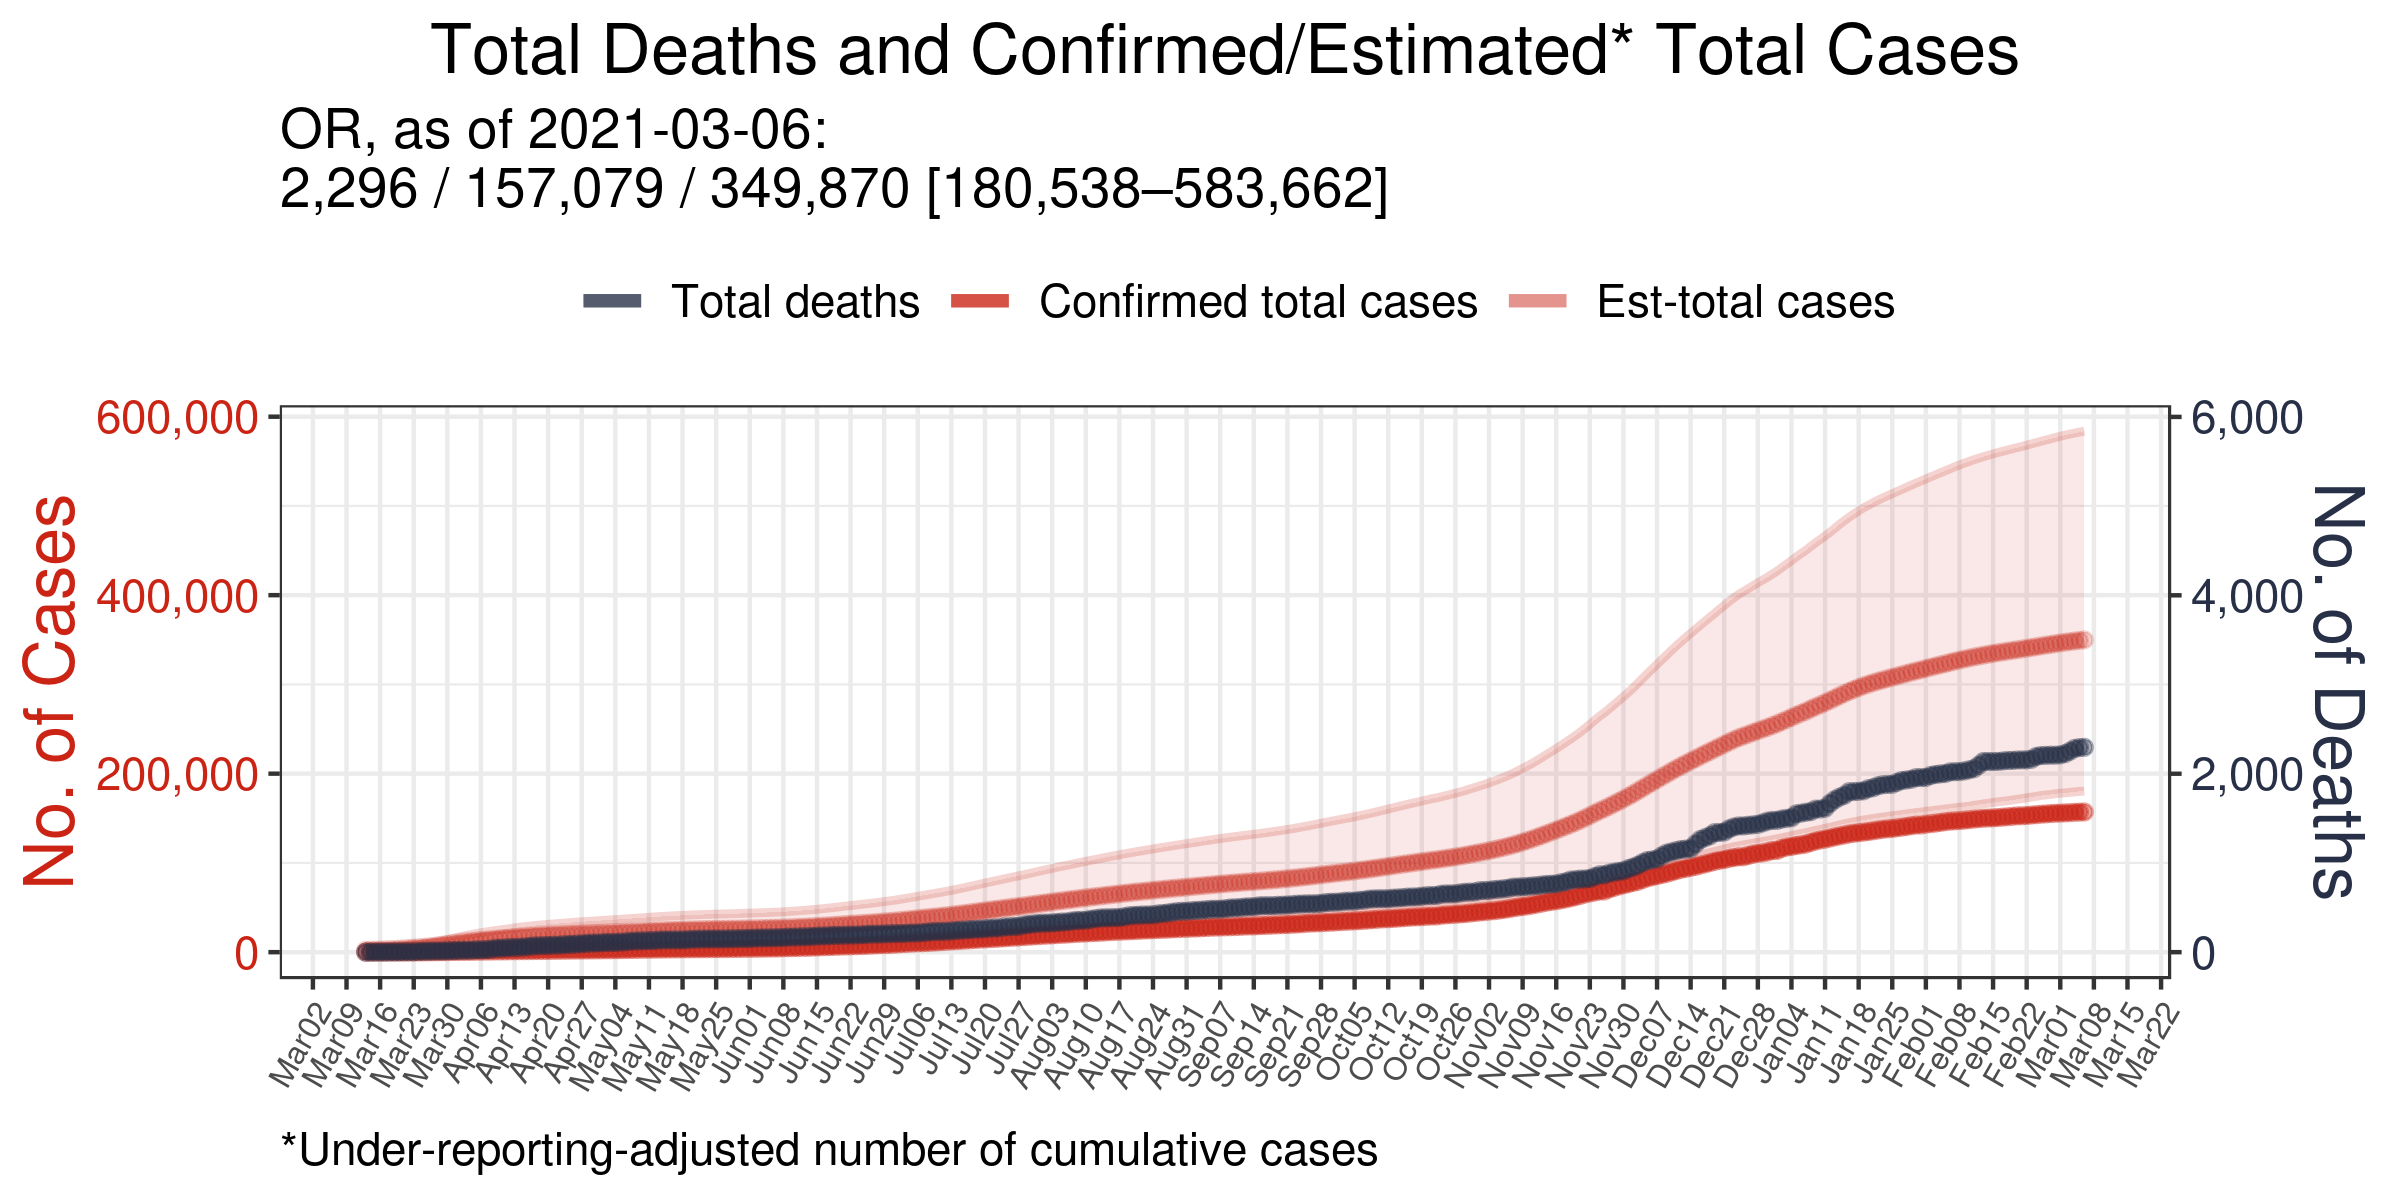 Total Deaths and Confirmed/Estimated* Total Cases
OR, as of 2021-03-06:
2,296 / 157,079 / 349,870 [180,538–583,662]
Total deaths
Confirmed total cases
Est-total cases
No. of Cases
600,000
400,000
200,000
0
6,000
4,000
2,000
0
No. of Deaths
Mar02
Mar09
Mar16
Mar23
Mar30
Apr06
Apr13
Apr20
Apr27
May04
May11
May18
May25
Jun01
Jun08
Jun15
Jun22
Jun29
Jul06
Jul13
Jul20
Jul27
Aug03
Aug10
Aug17
Aug24
Aug31
Sep07
Sep14
Sep21
Sep28
Oct05
Oct12
Oct19
Oct26
Nov02
Nov09
Nov16
Nov23
Nov30
Dec07
Dec14
Dec21
Dec28
Jan04
Jan11
Jan18
Jan25
Feb01
Feb08
Feb15
Feb22
Mar01
Mar08
Mar15
Mar22
*Under-reporting-adjusted number of cumulative cases